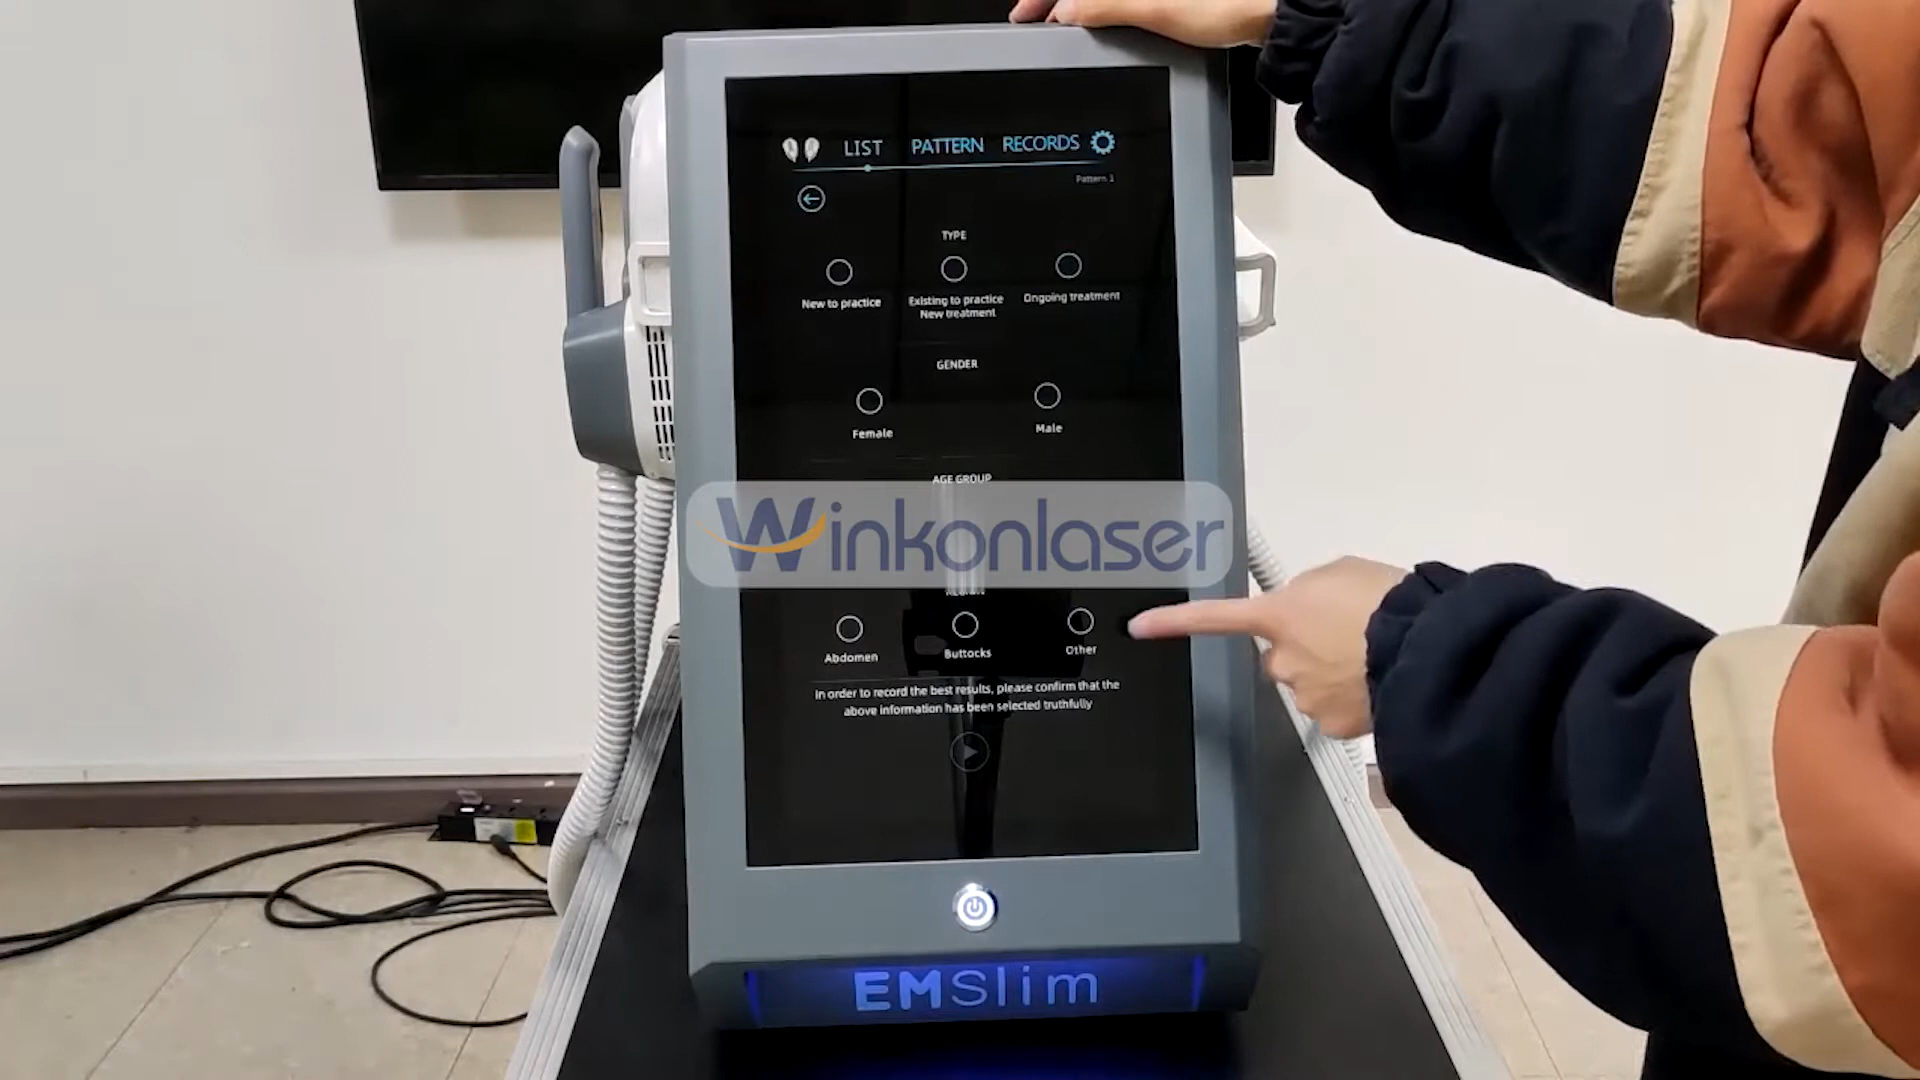 LIST PATTERN RECORDS
Pattern 1
TYPE
New to practice
Existing to practice
New treatment
Ongoing treatment
GENDER
Female
Male
AGE GROUP
Winkonlaser
Abdomen
Buttocks
Other
In order to record the best results, please confirm that the
above information has been selected truthfully
EMSlim